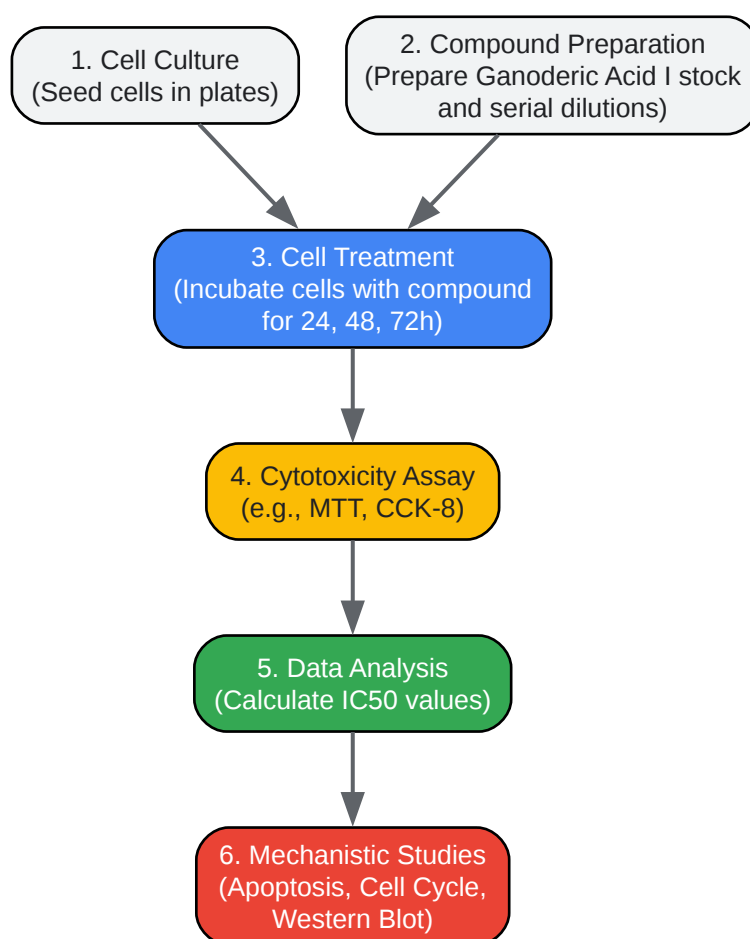 1. Cell Culture
(Seed cells in plates)
2. Compound Preparation
(Prepare Ganoderic Acid I stock
and serial dilutions)
3. Cell Treatment
(Incubate cells with compound
for 24, 48, 72h)
4. Cytotoxicity Assay
(e.g., MTT, CCK-8)
5. Data Analysis
(Calculate IC50 values)
6. Mechanistic Studies
(Apoptosis, Cell Cycle,
Western Blot)